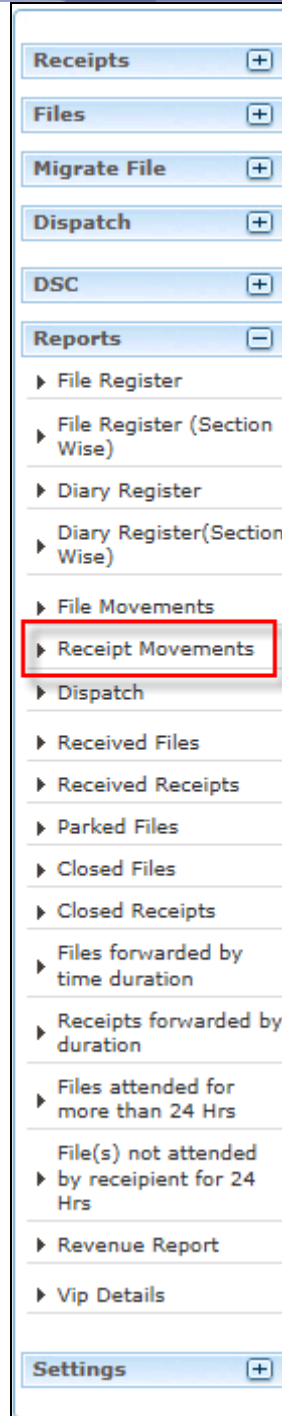 Receipts
Files
Migrate File
Dispatch
DSC
Reports
File Register
File Register (Section
Wise)
Diary Register
Diary Register(Section
Wise)
File Movements
Receipt Movements
Dispatch
Received Files
Received Receipts
Parked Files
Closed Files
Closed Receipts
Files forwarded by
time duration
Receipts forwarded by
duration
Files attended for
more than 24 Hrs
File(s) not attended
by receipient for 24
Hrs
Revenue Report
Vip Details
Settings